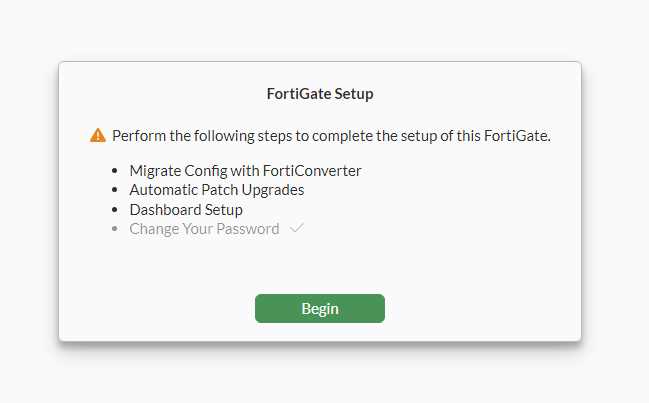 FortiGate Setup
Perform the following steps to complete the setup of this FortiGate.
Migrate Config with FortiConverter
Automatic Patch Upgrades
Dashboard Setup
Change Your Password
Begin